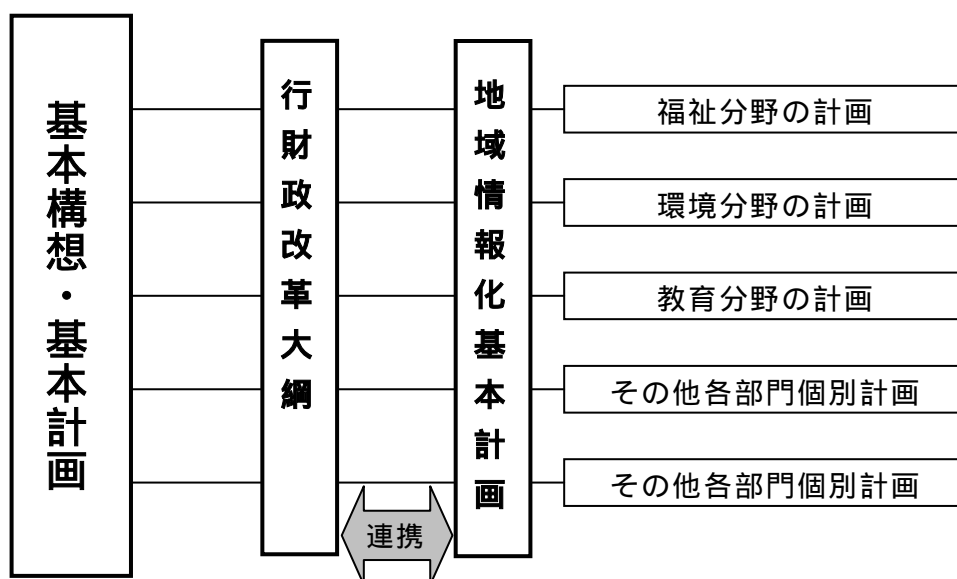 基本構想・基本計画
行財政改革大綱
地域情報化基本計画
福祉分野の計画
環境分野の計画
教育分野の計画
その他各部門個別計画
その他各部門個別計画
連携